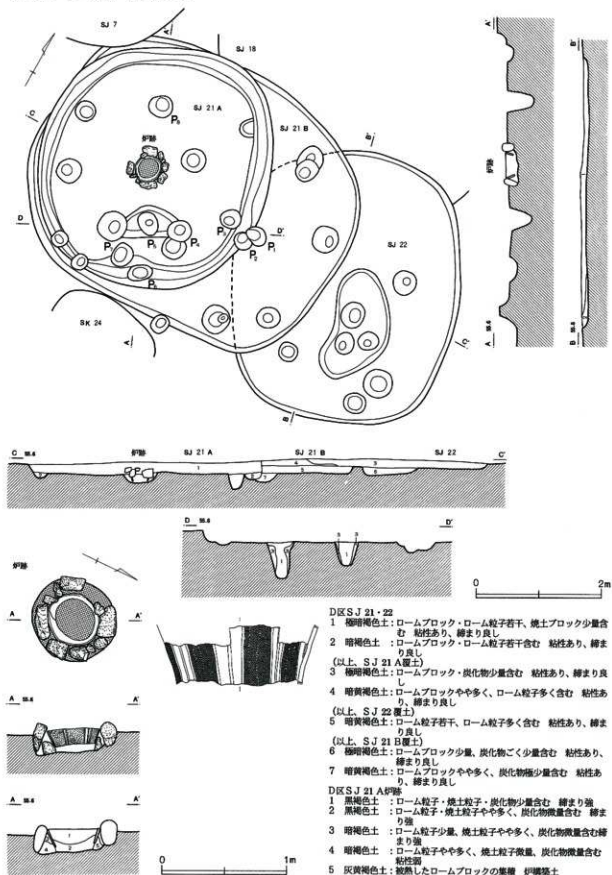 SJ 7
SJ 18
SJ 21 A
SJ 21 B
SJ 22
SK 24
炉跡
A
A'
B
B'
C
C'
D
D'
P₁
P₂
P₄
P₅
C 55.6
炉跡
SJ 21 A
SJ 21 B
SJ 22
C'
D 55.6
D'
A 55.6
A'
炉跡
B 55.6
B'
0
2m
炉跡
A
A'
A
A'
A
A'
0
1m
D区SJ 21・22
1 極暗褐色土:ロームブロック・ローム粒子若干、焼土ブロック少量含
む 粘性あり、締まり良し
2 暗褐色土:ロームブロック・ローム粒子若干含む 粘性あり、締
まり良し
(以上、SJ 21 A覆土)
3 極暗褐色土:ロームブロック・炭化物少量含む 粘性あり、締まり良
し
4 暗黄褐色土:ロームブロックやや多く、ローム粒子多く含む 粘性あ
り、締まり良し
(以上、SJ 22 覆土)
5 暗黄褐色土:ローム粒子若干、ローム粒子多く含む 粘性あり、締ま
り良し
(以上、SJ 21 B覆土)
6 極暗褐色土:ロームブロック少量、炭化物ごく少量含む 粘性あり、
締まり良し
7 暗黄褐色土:ロームブロックやや多く、炭化物極少量含む 粘性あ
り、締まり良し
D区SJ 21 A炉跡
1 黒褐色土 :ローム粒子・焼土粒子・炭化物少量含む 締まり強
2 黒褐色土 :ローム粒子・焼土粒子やや多く、炭化物微量含む 締ま
り強
3 暗褐色土 :ローム粒子少量、焼土粒子やや多く、炭化物微量含む締
まり強
4 暗褐色土 :ローム粒子やや多く、焼土粒子微量、炭化物微量含む
粘性弱
5 灰黄褐色土:被熱したロームブロックの集積 炉構築土